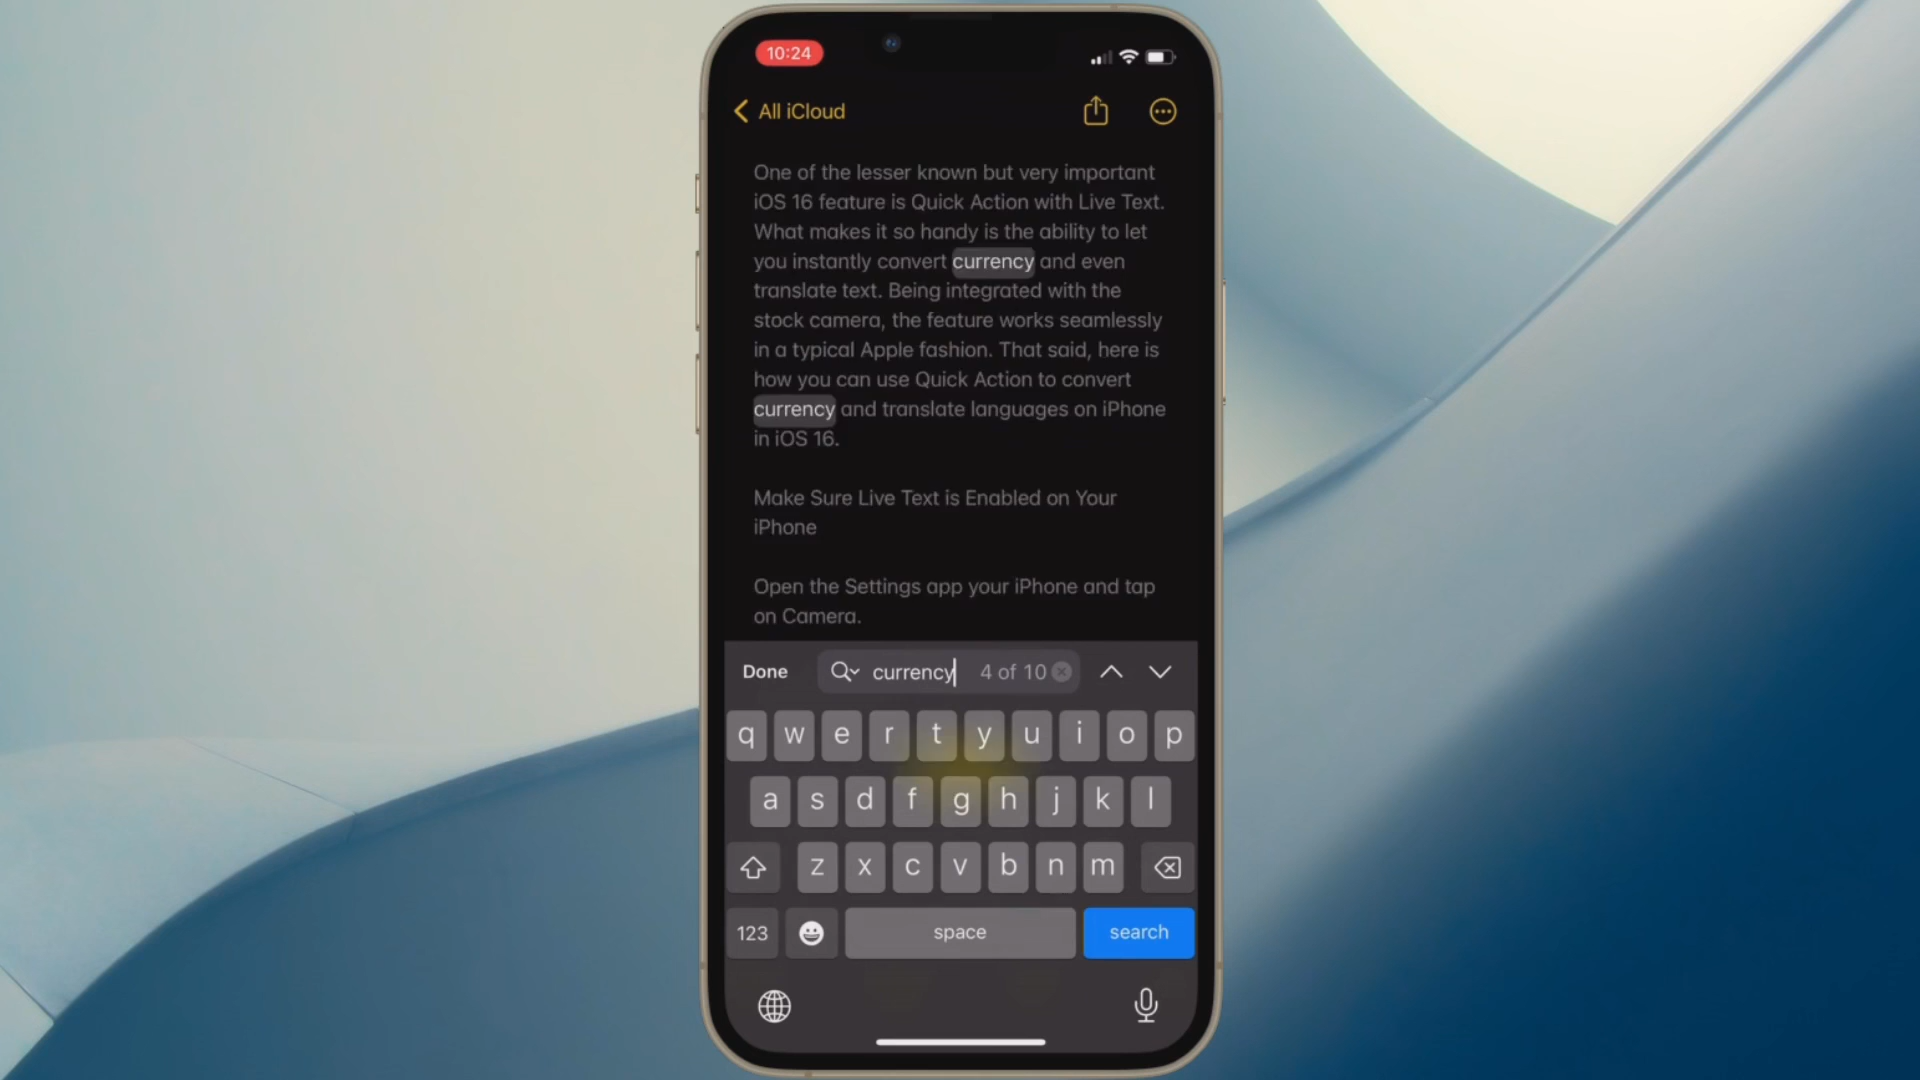 10:24
All iCloud
One of the lesser known but very important
iOS 16 feature is Quick Action with Live Text.
What makes it so handy is the ability to let
you instantly convert currency and even
translate text. Being integrated with the
stock camera, the feature works seamlessly
in a typical Apple fashion. That said, here is
how you can use Quick Action to convert
currency and translate languages on iPhone
in iOS 16.
Make Sure Live Text is Enabled on Your
iPhone
Open the Settings app your iPhone and tap
on Camera.
Done currency 4 of 10
q w e r t y u i o p
a s d f g h j k l
z x c v b n m
123 space search